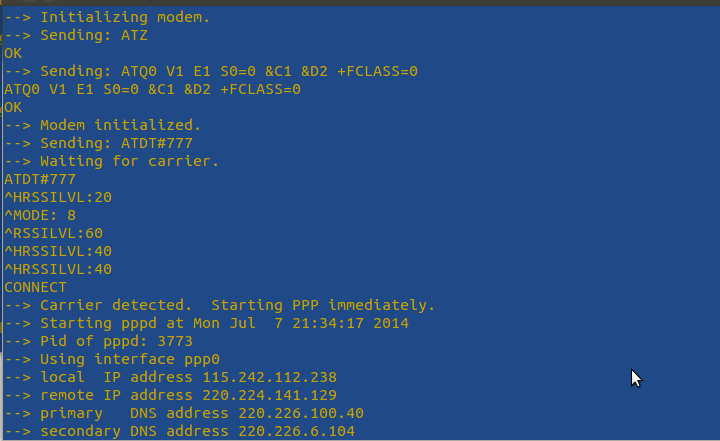 --> Initializing modem.
--> Sending: ATZ
OK
--> Sending: ATQ0 V1 E1 S0=0 &C1 &D2 +FCLASS=0
ATQ0 V1 E1 S0=0 &C1 &D2 +FCLASS=0
OK
--> Modem initialized.
--> Sending: ATDT#777
--> Waiting for carrier.
ATDT#777
^HRSSILVL:20
^MODE: 8
^RSSILVL:60
^HRSSILVL:40
^HRSSILVL:40
CONNECT
--> Carrier detected.  Starting PPP immediately.
--> Starting pppd at Mon Jul  7 21:34:17 2014
--> Pid of pppd: 3773
--> Using interface ppp0
--> local  IP address 115.242.112.238
--> remote IP address 220.224.141.129
--> primary   DNS address 220.226.100.40
--> secondary DNS address 220.226.6.104